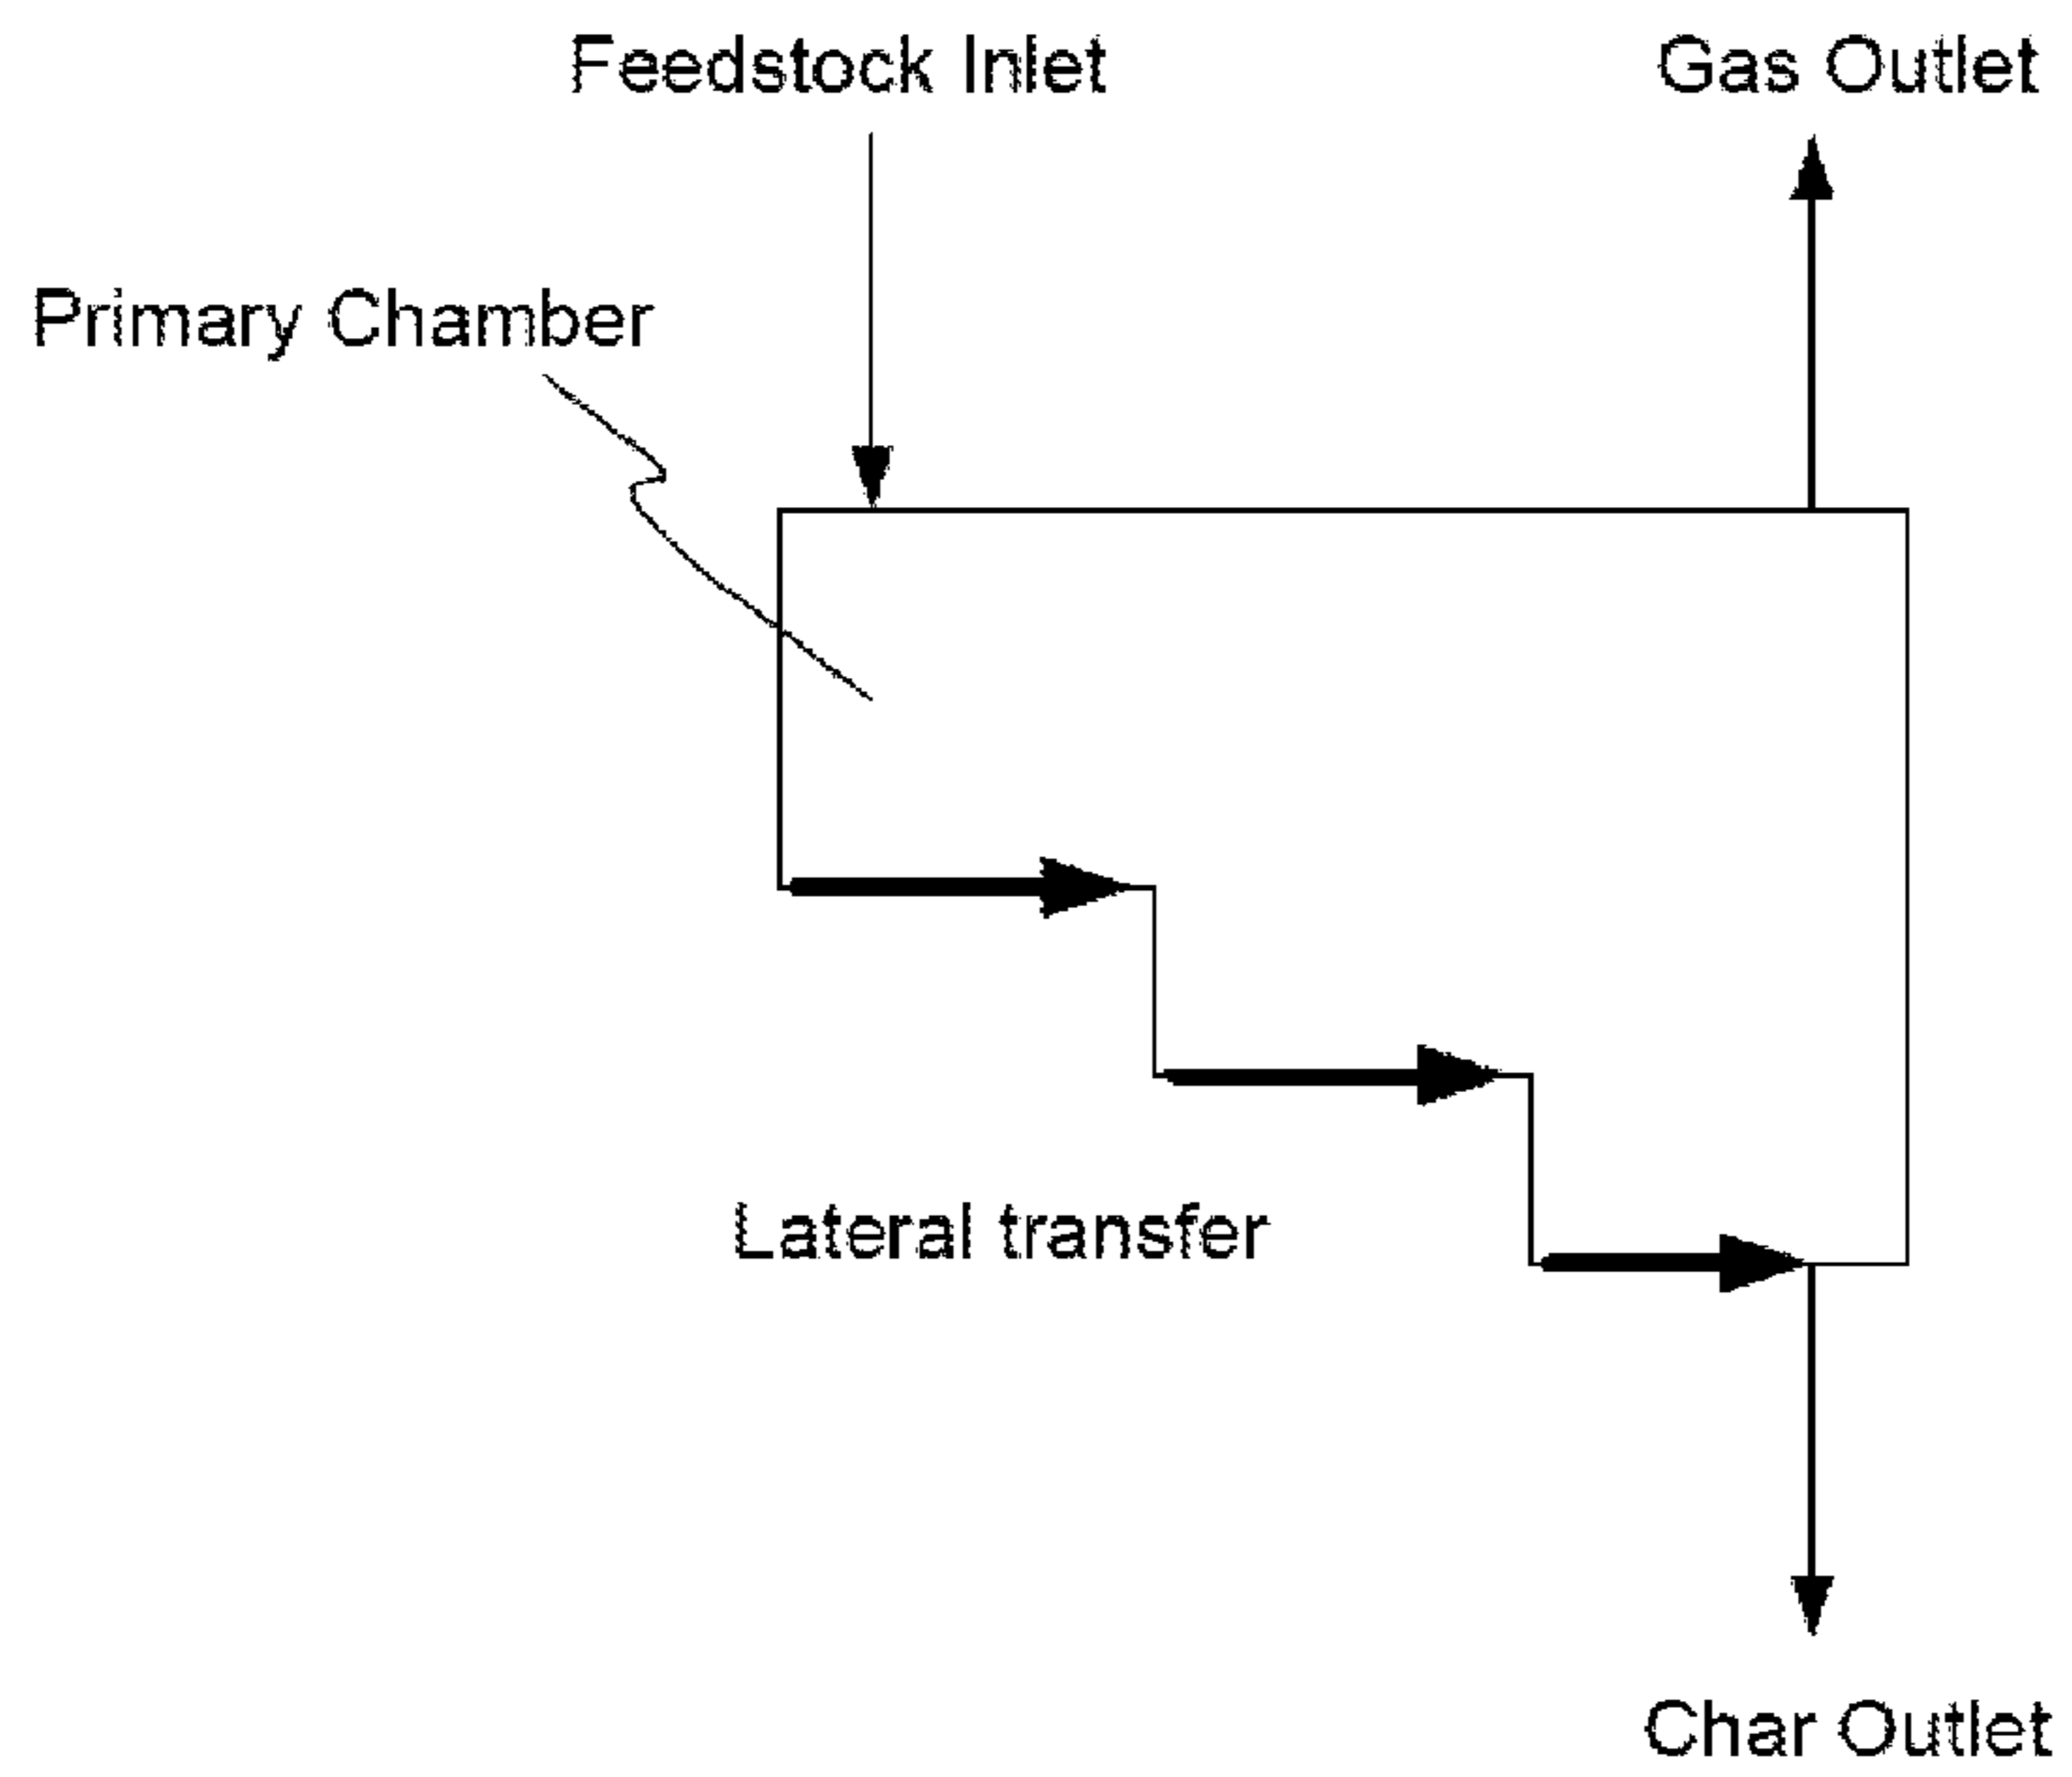 Feedstock Inlet
Gas Outlet
Primary Chamber
Lateral transfer
Char Outlet